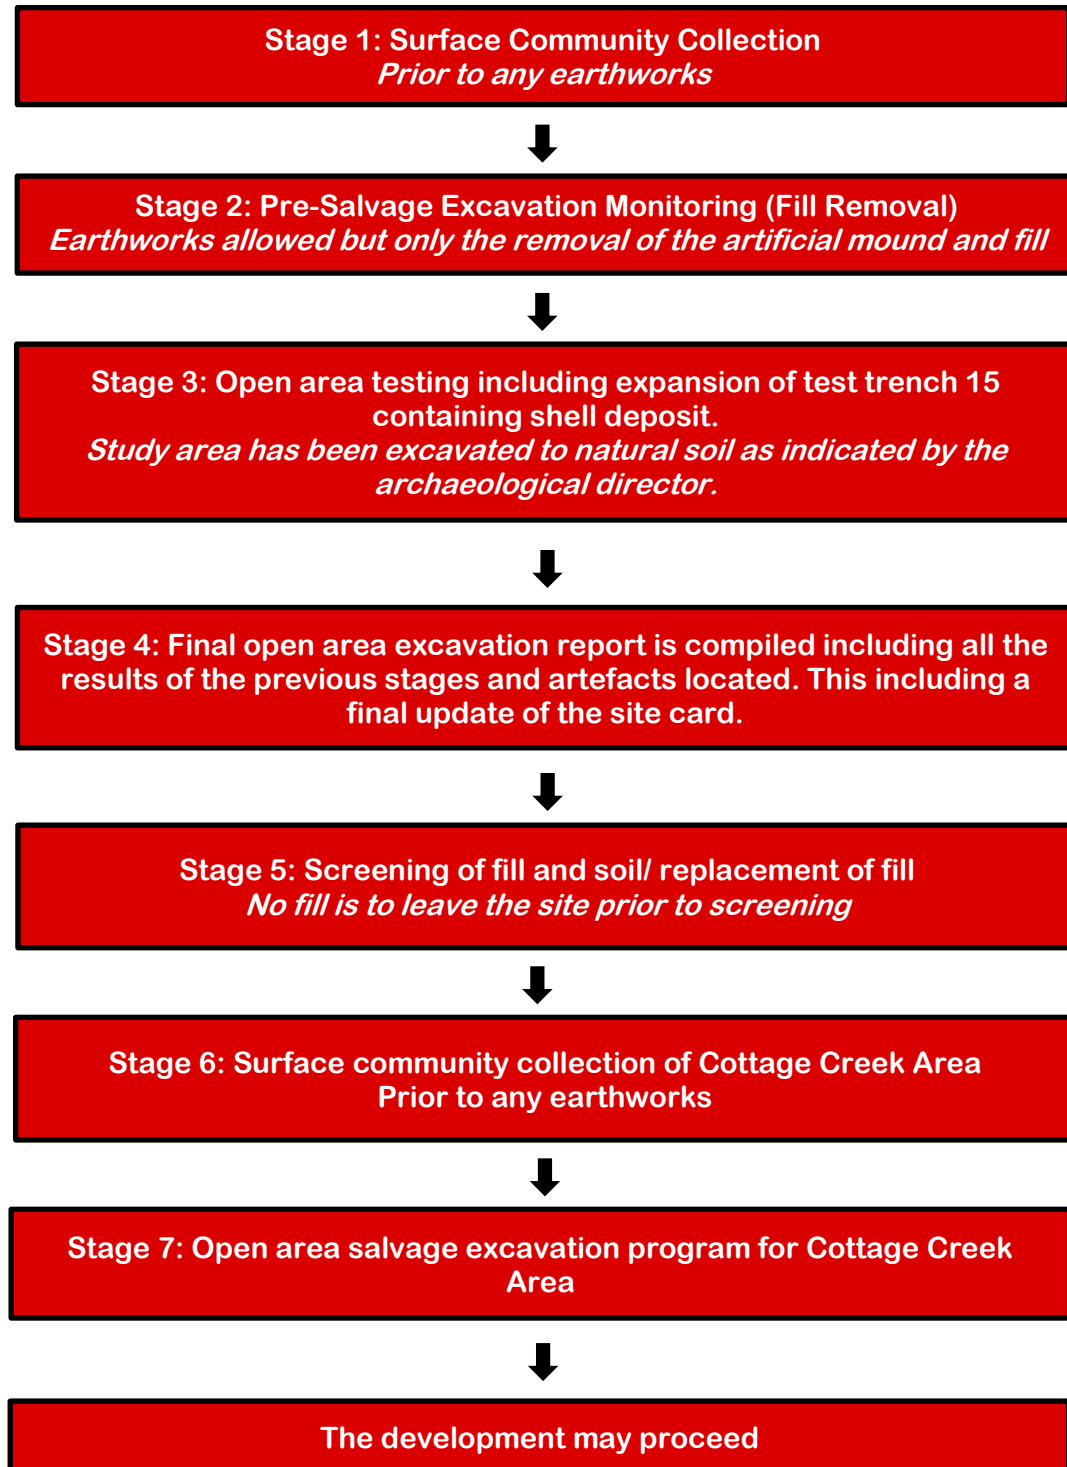 Stage 1: Surface Community Collection
Prior to any earthworks
Stage 2: Pre-Salvage Excavation Monitoring (Fill Removal)
Earthworks allowed but only the removal of the artificial mound and fill
Stage 3: Open area testing including expansion of test trench 15
containing shell deposit.
Study area has been excavated to natural soil as indicated by the
archaeological director.
Stage 4: Final open area excavation report is compiled including all the
results of the previous stages and artefacts located. This including a
final update of the site card.
Stage 5: Screening of fill and soil/ replacement of fill
No fill is to leave the site prior to screening
Stage 6: Surface community collection of Cottage Creek Area
Prior to any earthworks
Stage 7: Open area salvage excavation program for Cottage Creek
Area
The development may proceed